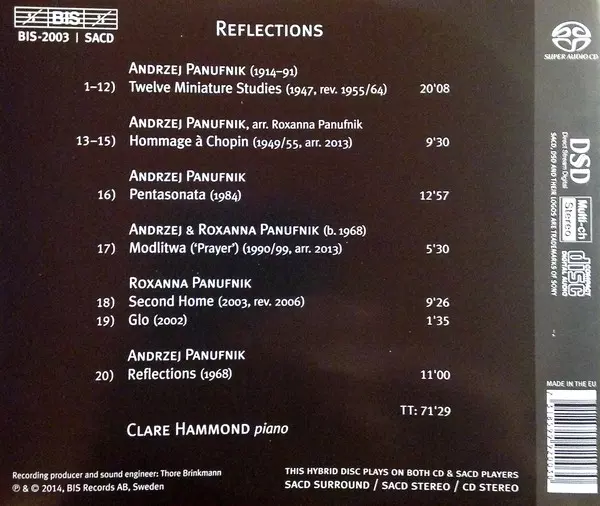 BIS
BIS-2003 | SACD
REFLECTIONS
SUPER AUDIO CD
ANDRZEJ PANUFNIK (1914–91)
1–12) Twelve Miniature Studies (1947, rev. 1955/64) 20'08
ANDRZEJ PANUFNIK, arr. Roxanna Panufnik
13–15) Hommage à Chopin (1949/55, arr. 2013) 9'30
ANDRZEJ PANUFNIK
16) Pentasonata (1984) 12'57
ANDRZEJ & ROXANNA PANUFNIK (b. 1968)
17) Modlitwa ('Prayer') (1990/99, arr. 2013) 5'30
ROXANNA PANUFNIK
18) Second Home (2003, rev. 2006) 9'26
19) Glo (2002) 1'35
ANDRZEJ PANUFNIK
20) Reflections (1968) 11'00
TT: 71'29
CLARE HAMMOND piano
Recording producer and sound engineer: Thore Brinkmann
℗ & © 2014, BIS Records AB, Sweden
THIS HYBRID DISC PLAYS ON BOTH CD & SACD PLAYERS
SACD SURROUND / SACD STEREO / CD STEREO
DSD
Direct Stream Digital
SACD, DSD AND THEIR LOGOS ARE TRADEMARKS OF SONY
Multi-ch
Stereo
COMPACT
disc
DIGITAL AUDIO
MADE IN THE EU